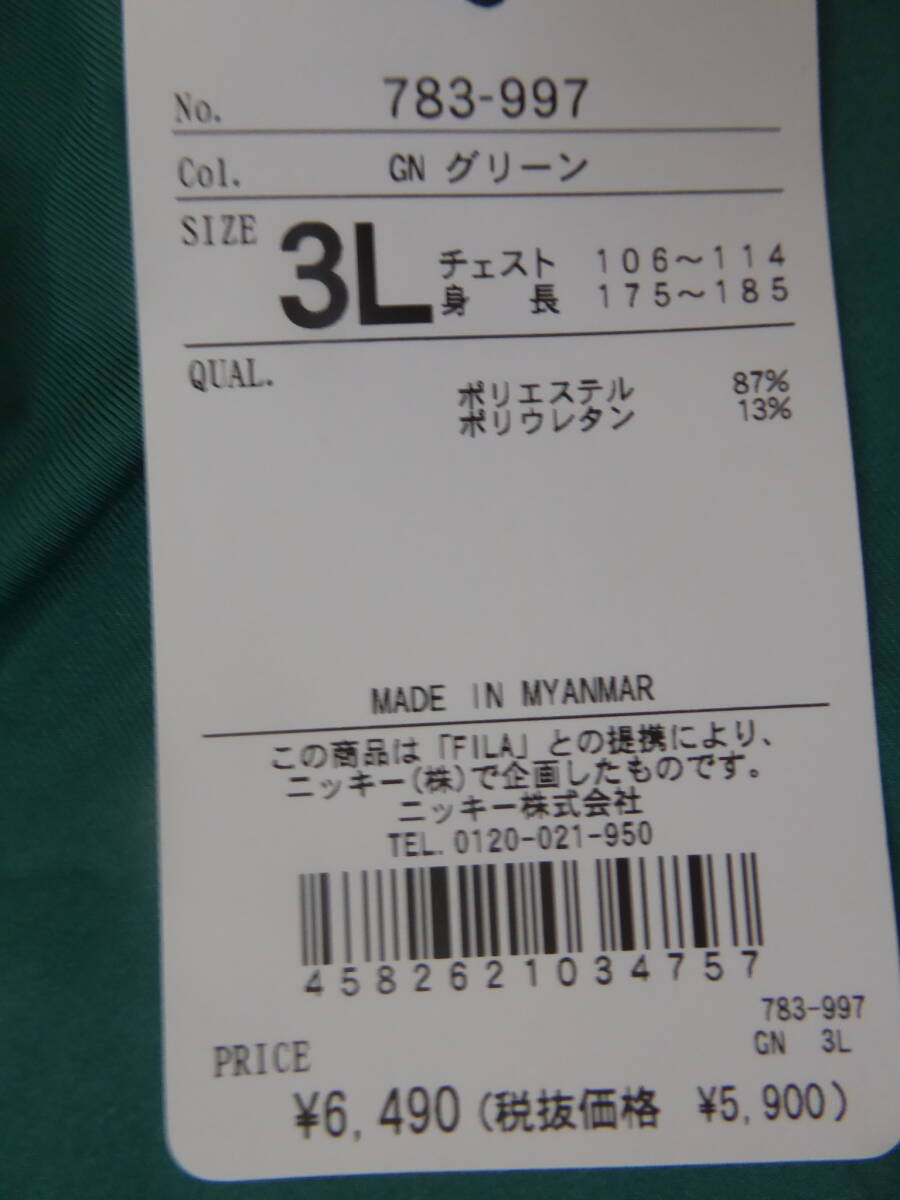 No. 783-997
Col. GN グリーン
SIZE 3L チェスト 106～114
身長 175～185
QUAL. ポリエステル 87%
ポリウレタン 13%
MADE IN MYANMAR
この商品は「FILA」との提携により、
ニッキー(株)で企画したものです。
ニッキー株式会社
TEL. 0120-021-950
4582621034757
783-997
GN 3L
PRICE
¥6,490 (税抜価格 ¥5,900)